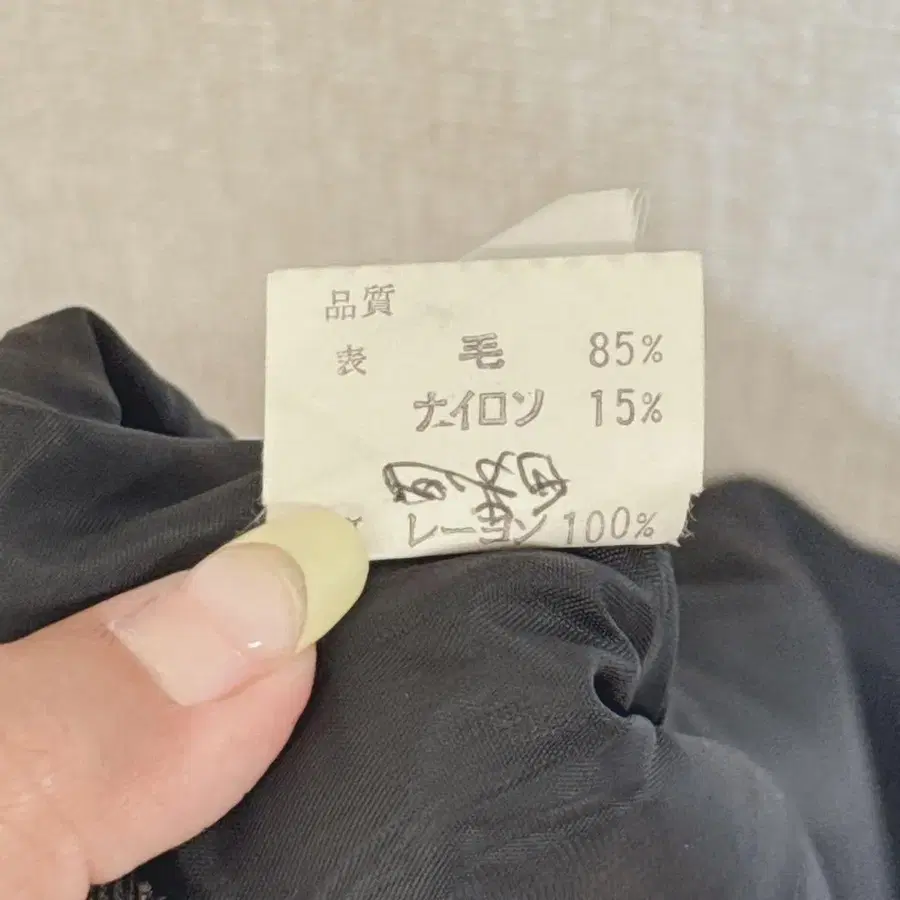 品質
表 毛 85%
ナイロン 15%
レーヨン 100%